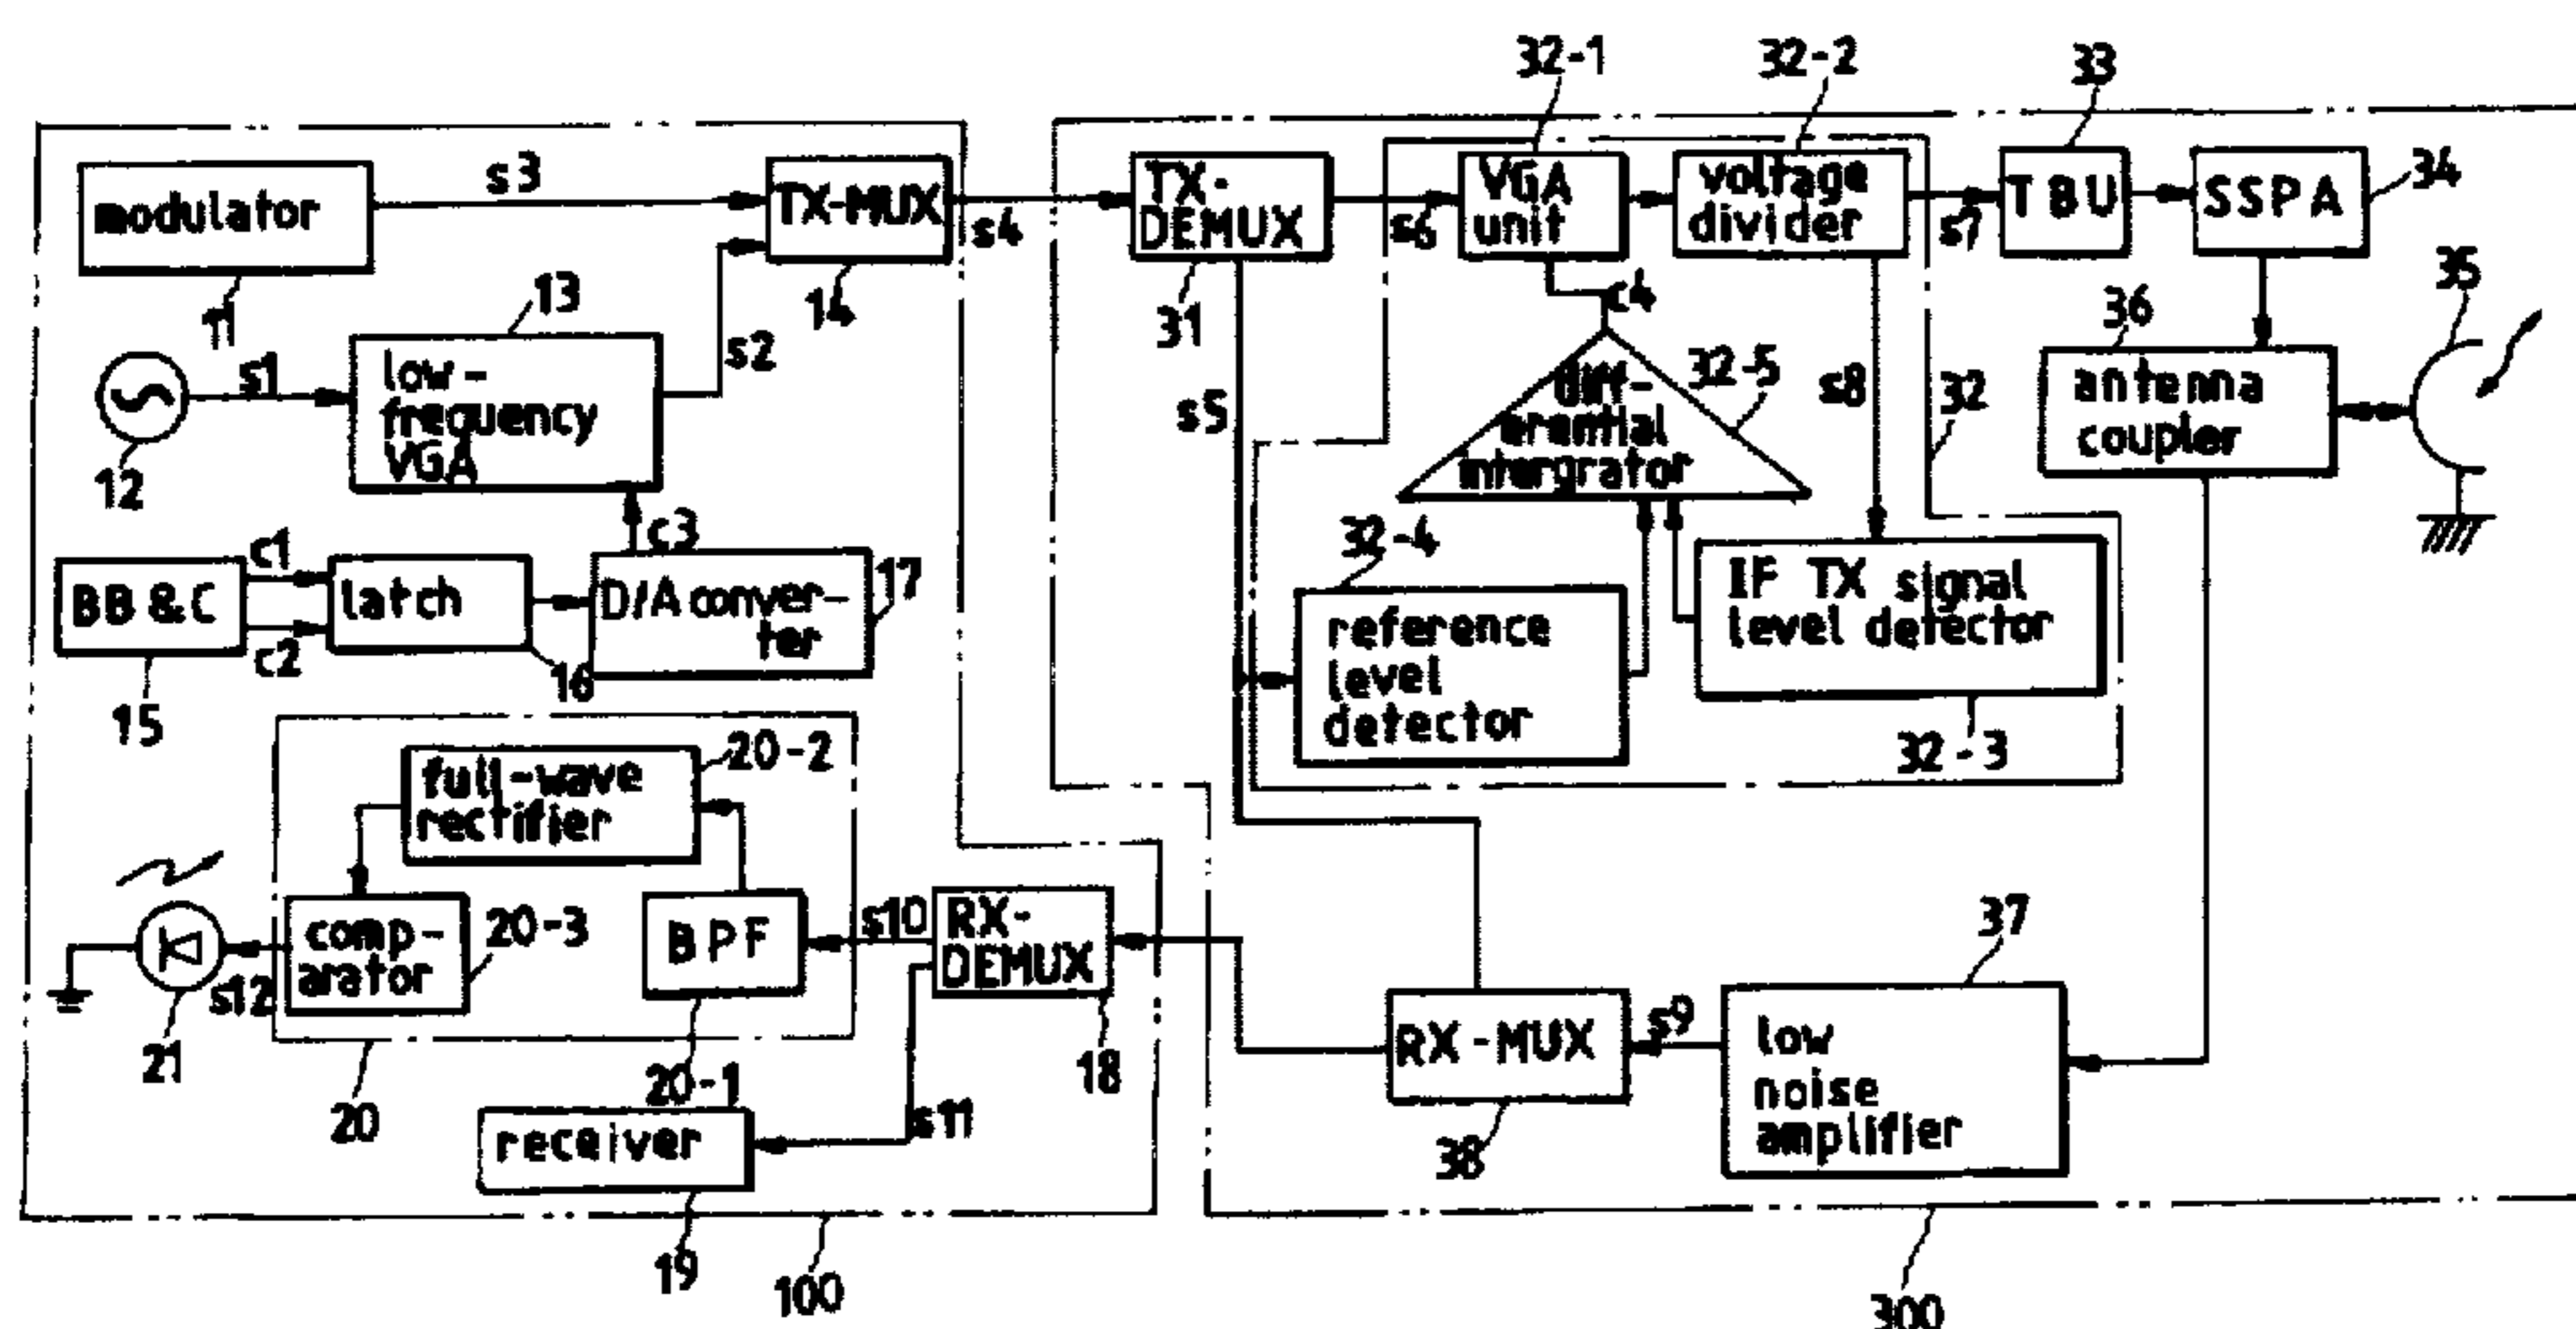 32-1
32-2
33
modulator
s3
TX-MUX
s4
TX-
DEMUX
s6
VGA
unit
voltage
divider
s7
TBU
SSPA
34
11
13
14
31
c4
36
35
s1
low-
frequency
VGA
s2
12
s5
diff-
erential
intergrator
32-5
s8
32
antenna
coupler
c1
c3
32-4
BB&C
latch
D/A conver-
ter
17
c2
16
15
reference
level
detector
IF TX signal
level detector
32-3
full-wave
rectifier
20-2
comp-
arator
20-3
BPF
s10
RX-
DEMUX
s12
21
20
20-1
18
s11
receiver
19
100
RX-MUX
s9
38
37
low
noise
amplifier
300